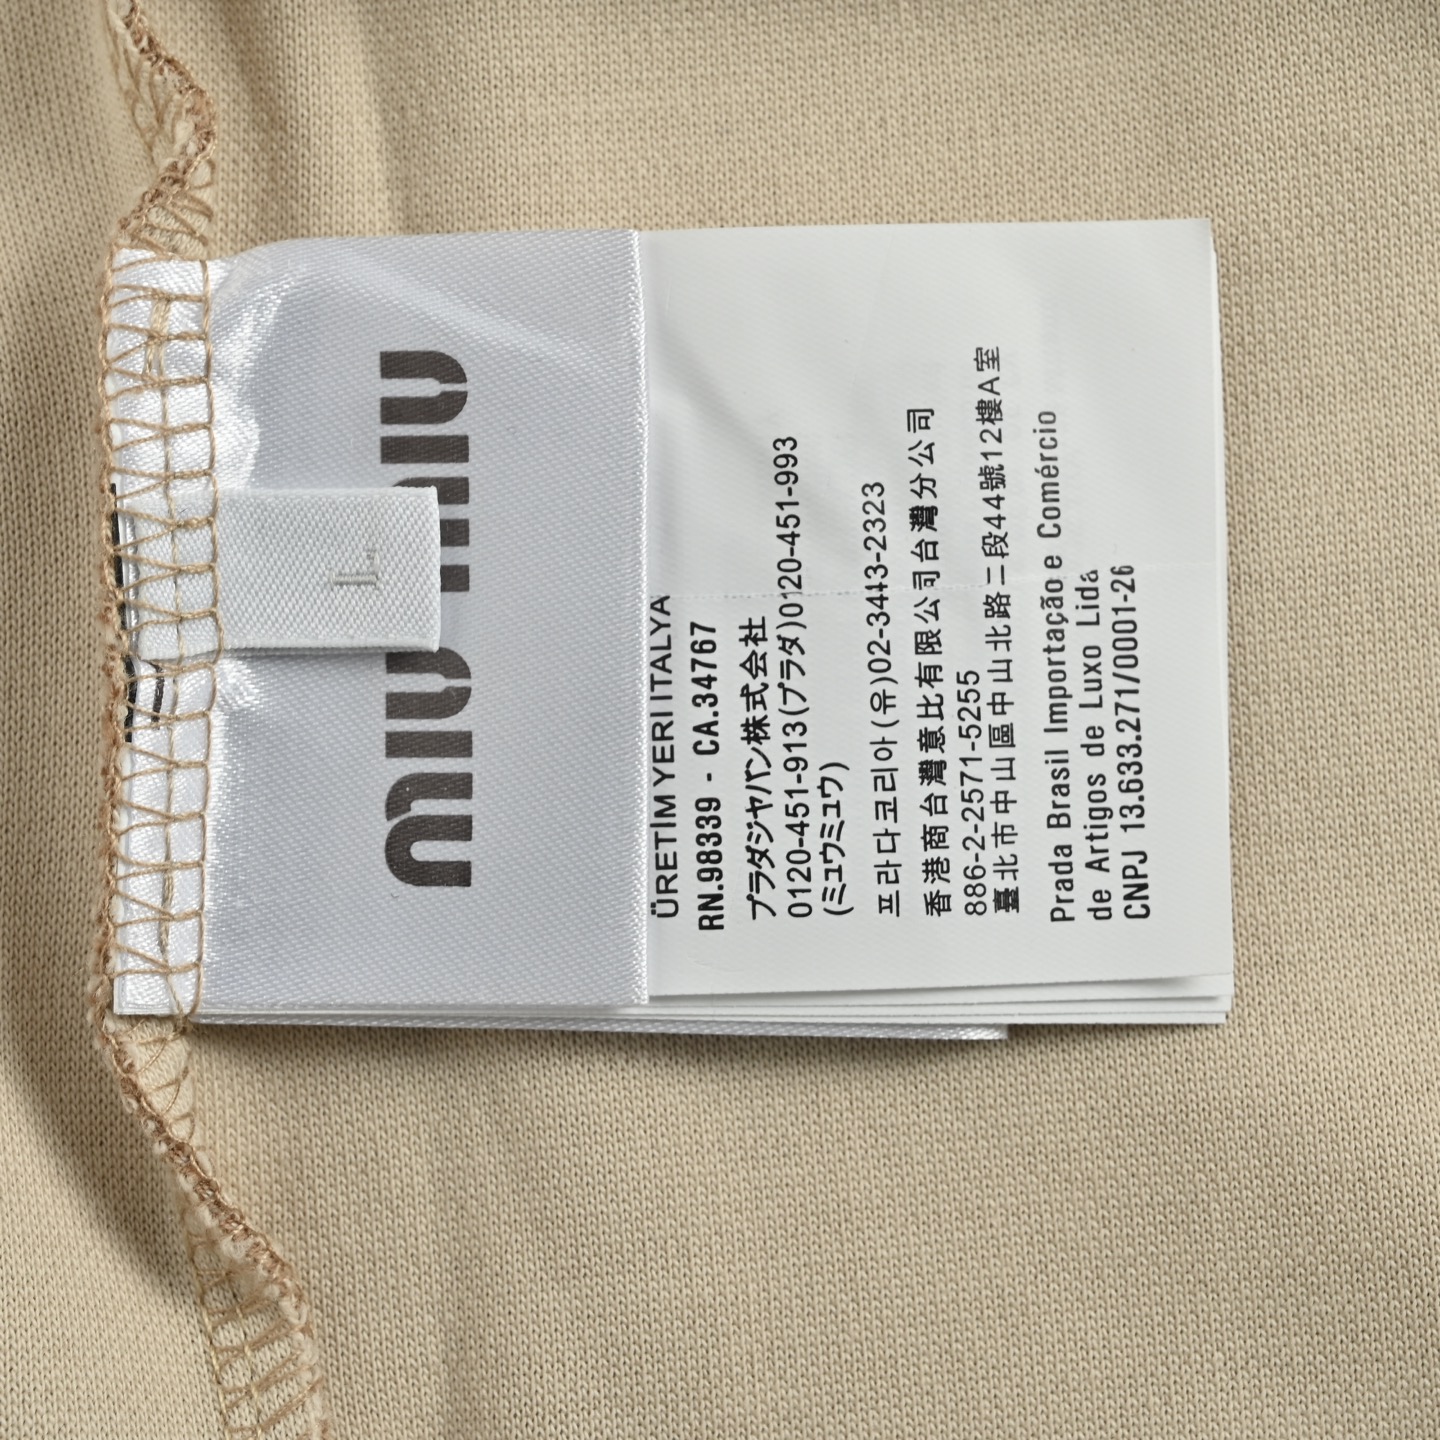 miu miu
L
ÜRETİM YERİ ITALYA
RN.98339 - CA.34767
プラダジャパン株式会社
0120-451-913(プラダ)0120-451-993
(ミュウミュウ)
프라다코리아(유)02-3443-2323
香港商台灣意比有限公司台灣分公司
886-2-2571-5255
臺北市中山區中山北路二段44號12樓A室
Prada Brasil Importação e Comércio
de Artigos de Luxo Lida
CNPJ 13.633.271/0001-26